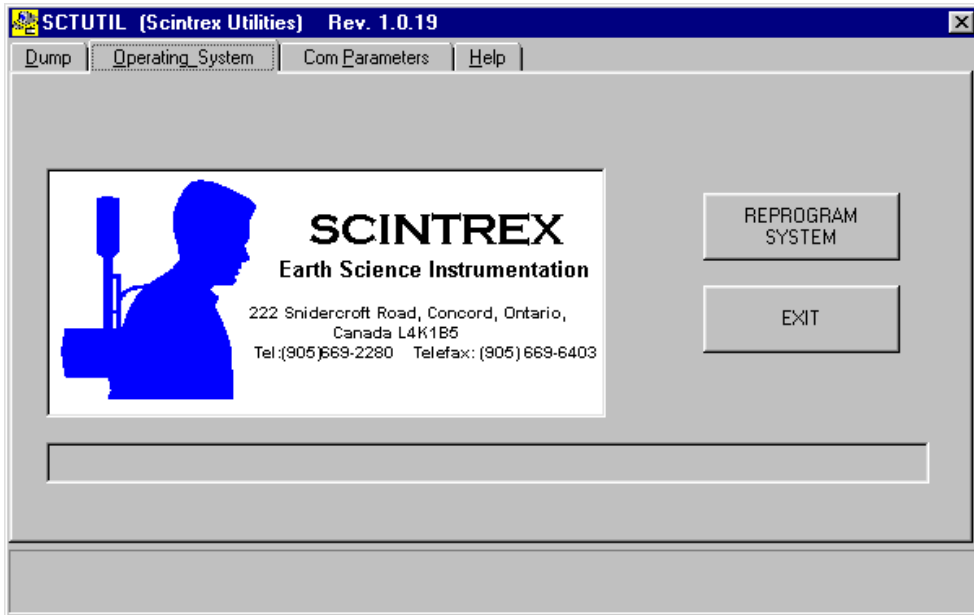 SCTUTIL (Scintrex Utilities) Rev. 1.0.19
Dump Operating_System Com Parameters Help
SCINTREX
Earth Science Instrumentation
222 Snidercroft Road, Concord, Ontario,
Canada L4K1B5
Tel:(905)669-2280 Telefax: (905) 669-6403
REPROGRAM
SYSTEM
EXIT